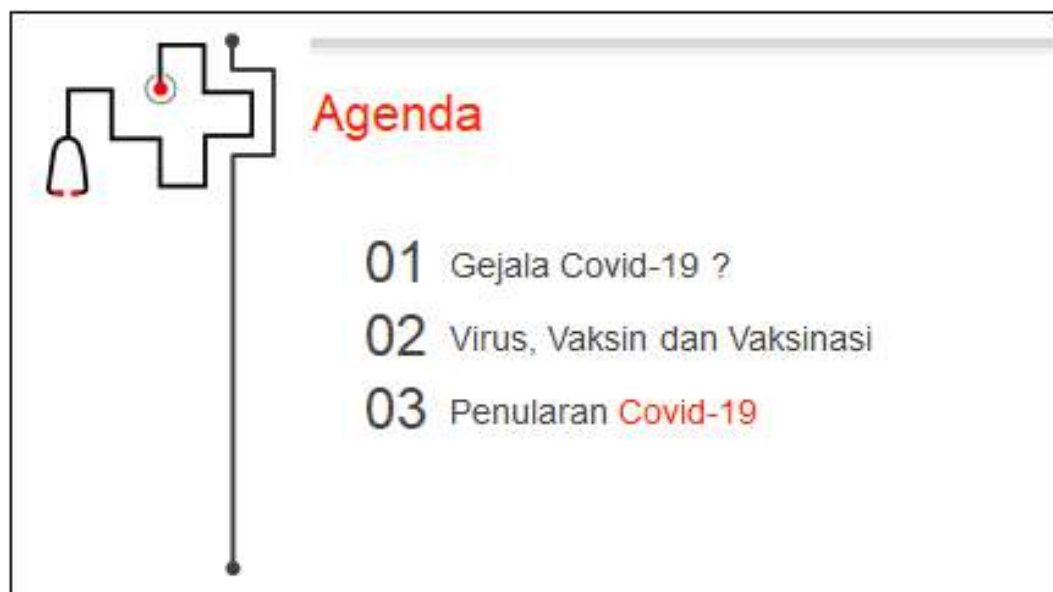 Agenda
01 Gejala Covid-19 ?
02 Virus, Vaksin dan Vaksinasi
03 Penularan Covid-19